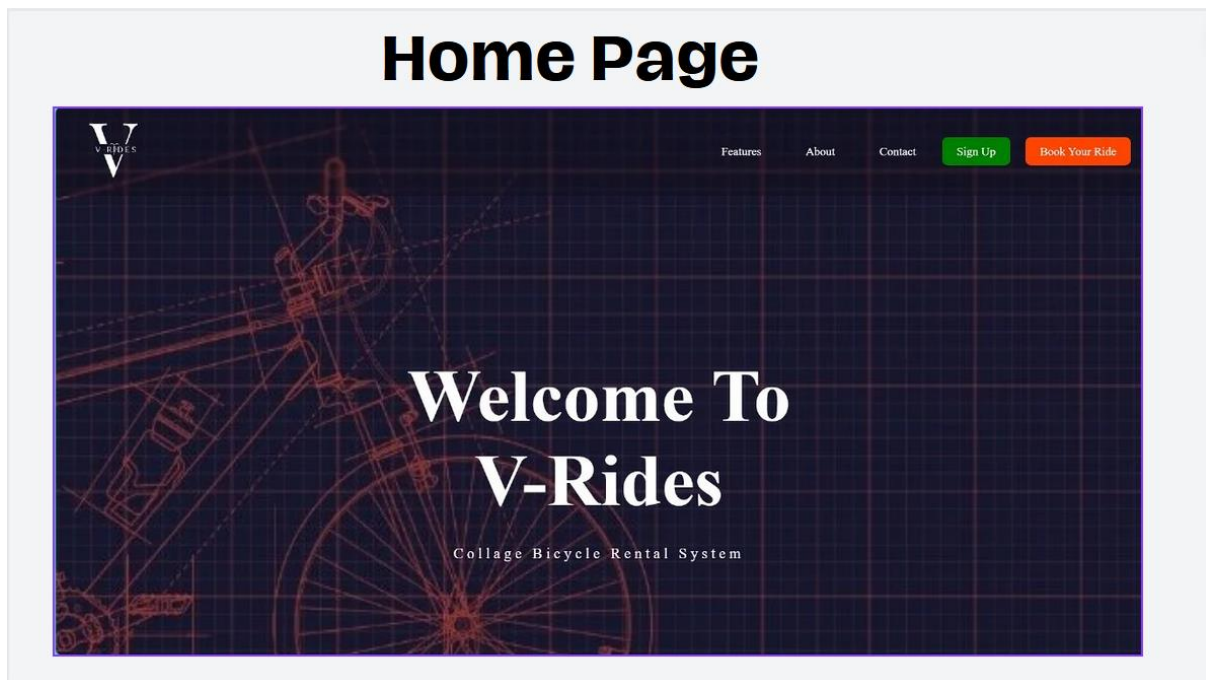 Home Page
V
V-RIDES
V
Features About Contact Sign Up Book Your Ride
Welcome To
V-Rides
Collage Bicycle Rental System